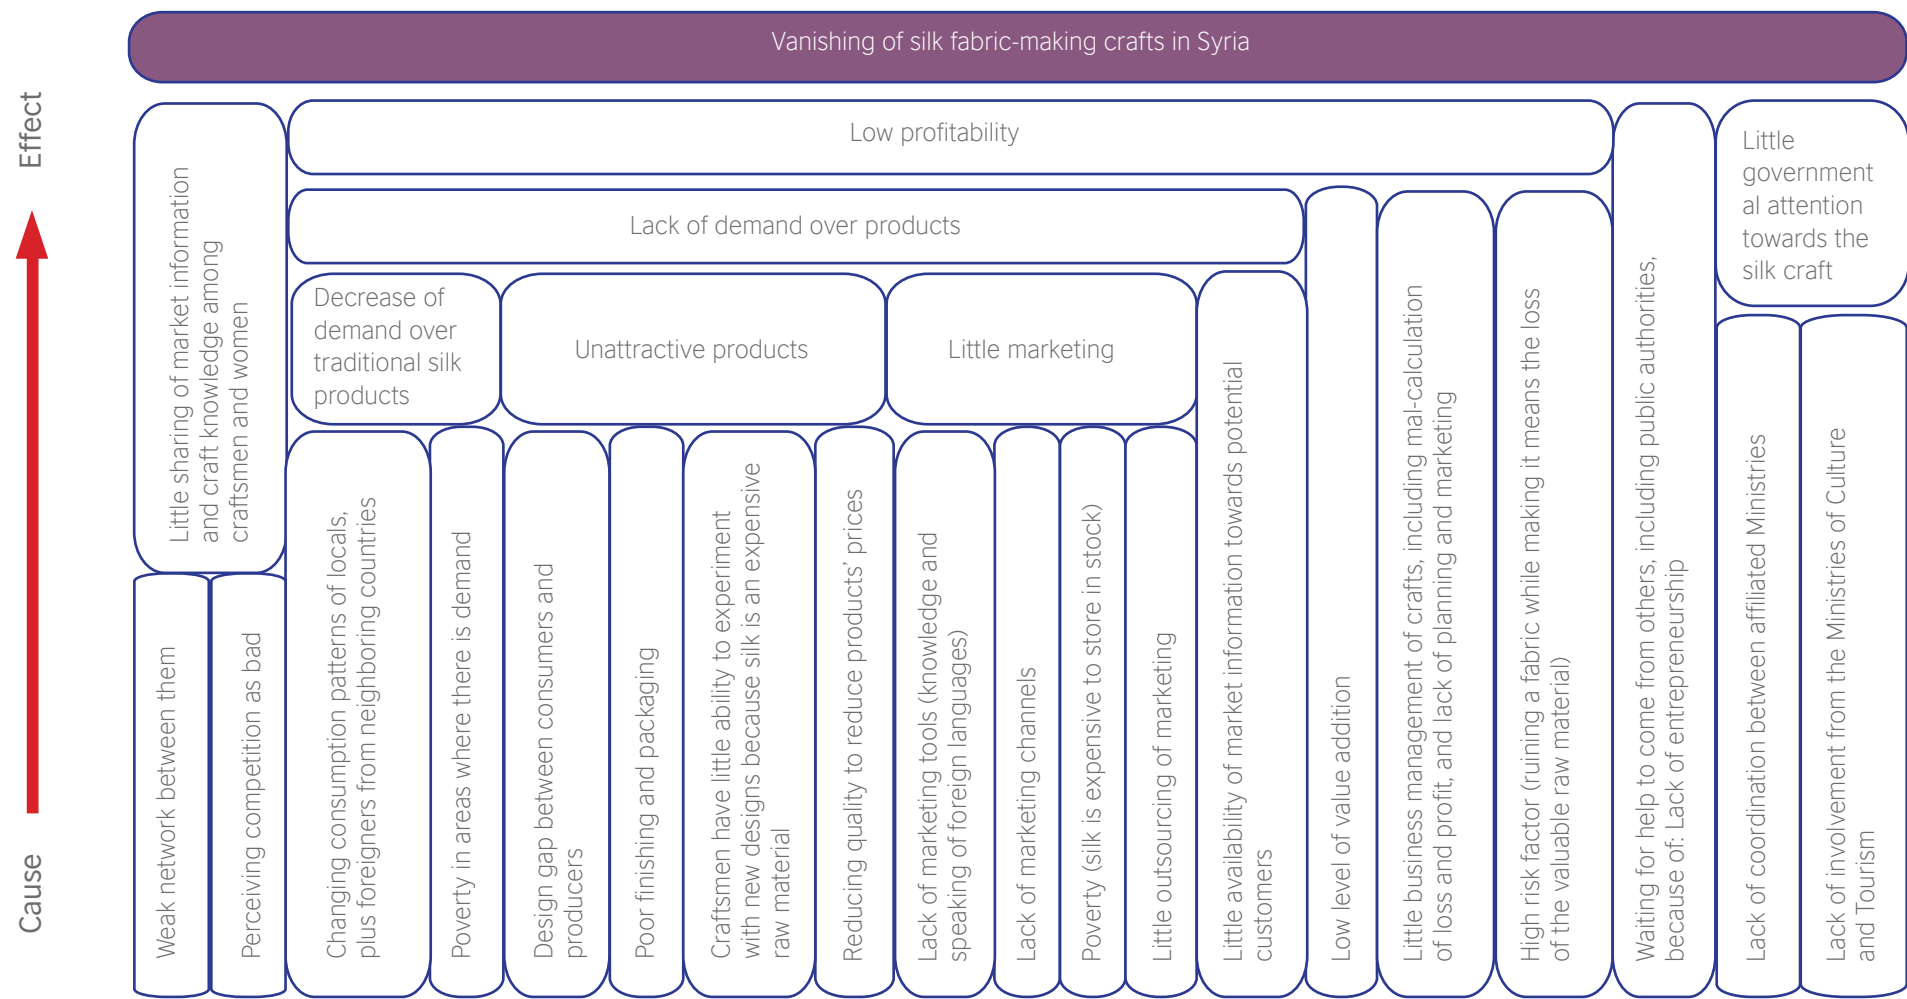 Vanishing of silk fabric-making crafts in Syria
Effect
Cause
Little sharing of market information
and craft knowledge among
craftsmen and women
Low profitability
Little
government
al attention
towards the
silk craft
Lack of demand over products
Decrease of
demand over
traditional silk
products
Unattractive products
Little marketing
Weak network between them
Perceiving competition as bad
Changing consumption patterns of locals,
plus foreigners from neighboring countries
Poverty in areas where there is demand
Design gap between consumers and
producers
Poor finishing and packaging
Craftsmen have little ability to experiment
with new designs because silk is an expensive
raw material
Reducing quality to reduce products’ prices
Lack of marketing tools (knowledge and
speaking of foreign languages)
Lack of marketing channels
Poverty (silk is expensive to store in stock)
Little outsourcing of marketing
Little availability of market information towards potential
customers
Low level of value addition
Little business management of crafts, including mal-calculation
of loss and profit, and lack of planning and marketing
High risk factor (ruining a fabric while making it means the loss
of the valuable raw material)
Waiting for help to come from others, including public authorities,
because of: Lack of entrepreneurship
Lack of coordination between affiliated Ministries
Lack of involvement from the Ministries of Culture
and Tourism